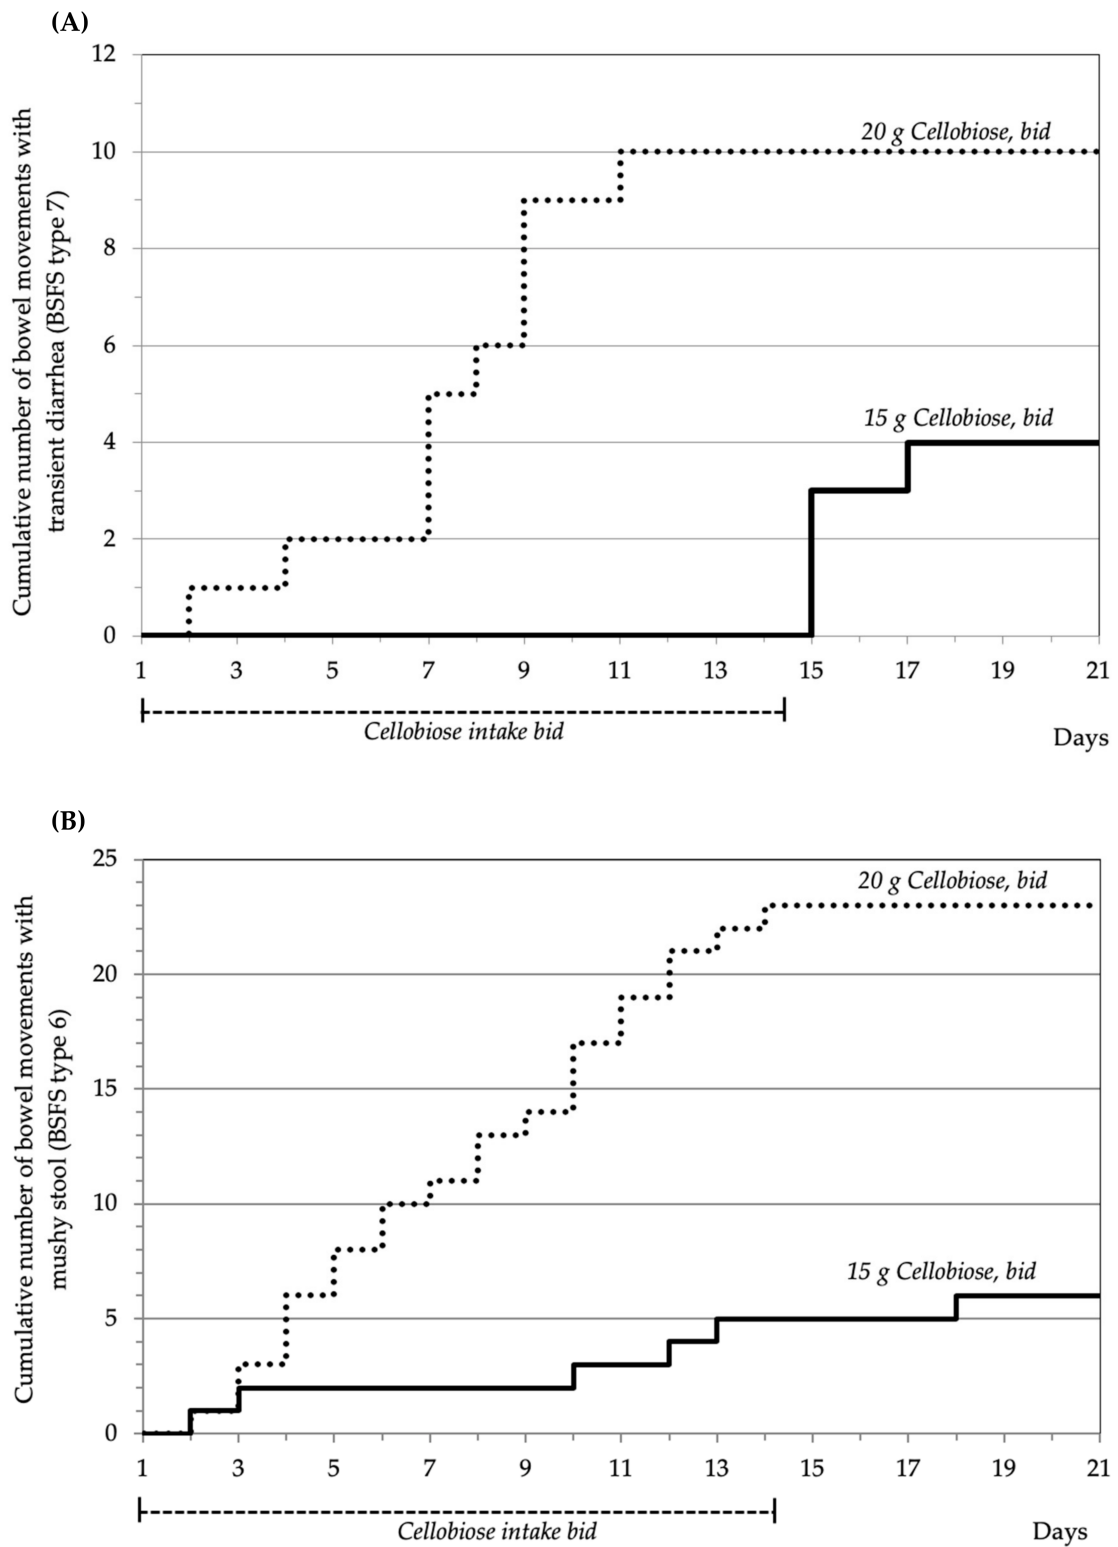 (A)
Cumulative number of bowel movements with
transient diarrhea (BSFS type 7)
12
10
8
6
4
2
0
20 g Cellobiose, bid
15 g Cellobiose, bid
1 3 5 7 9 11 13 15 17 19 21
Cellobiose intake bid
Days
(B)
Cumulative number of bowel movements with
mushy stool (BSFS type 6)
25
20
15
10
5
0
20 g Cellobiose, bid
15 g Cellobiose, bid
1 3 5 7 9 11 13 15 17 19 21
Cellobiose intake bid
Days